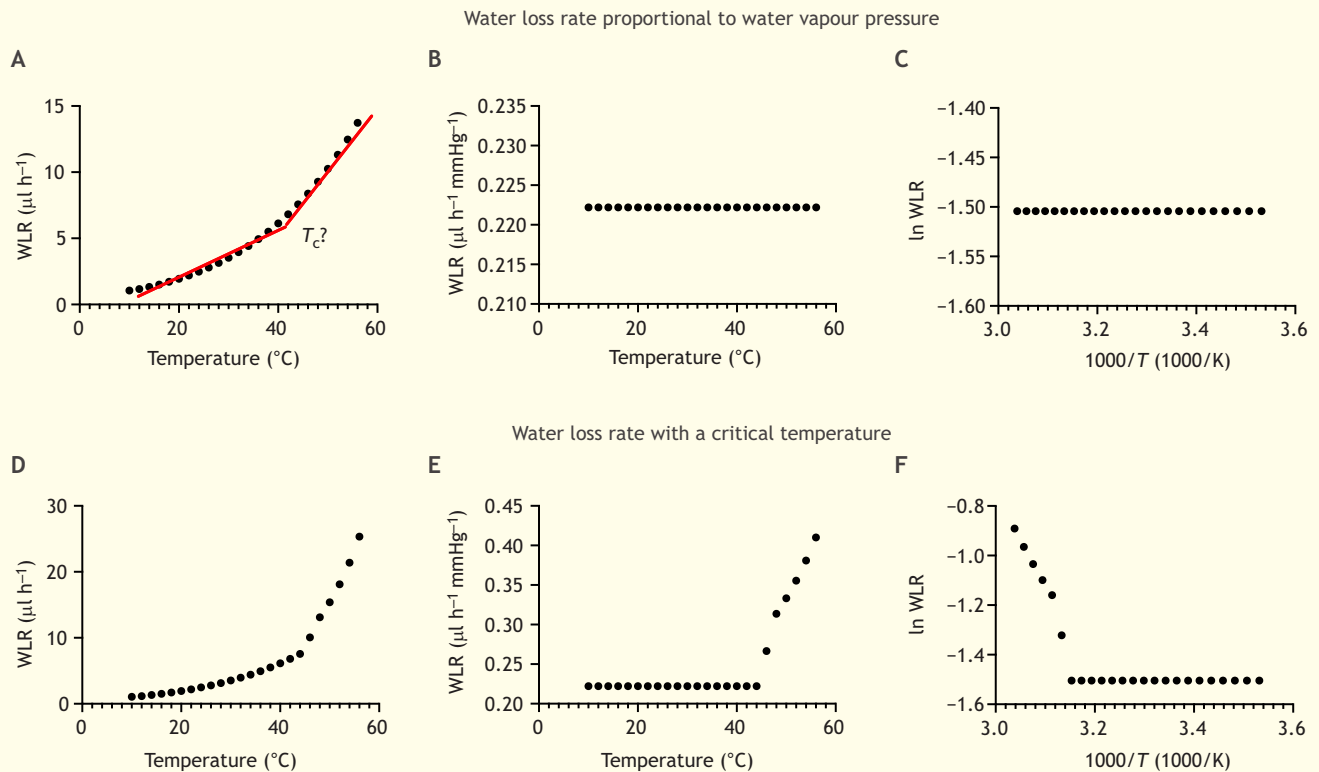 Water loss rate proportional to water vapour pressure
A
B
C
WLR (μl h⁻¹)
15
10
5
0
0
20
40
60
Temperature (°C)
T_c?
WLR (μl h⁻¹ mmHg⁻¹)
0.235
0.230
0.225
0.220
0.215
0.210
0
20
40
60
Temperature (°C)
ln WLR
−1.40
−1.45
−1.50
−1.55
−1.60
3.0
3.2
3.4
3.6
1000/T (1000/K)
Water loss rate with a critical temperature
D
E
F
WLR (μl h⁻¹)
30
20
10
0
0
20
40
60
Temperature (°C)
WLR (μl h⁻¹ mmHg⁻¹)
0.45
0.40
0.35
0.30
0.25
0.20
0
20
40
60
Temperature (°C)
ln WLR
−0.8
−1.0
−1.2
−1.4
−1.6
3.0
3.2
3.4
3.6
1000/T (1000/K)